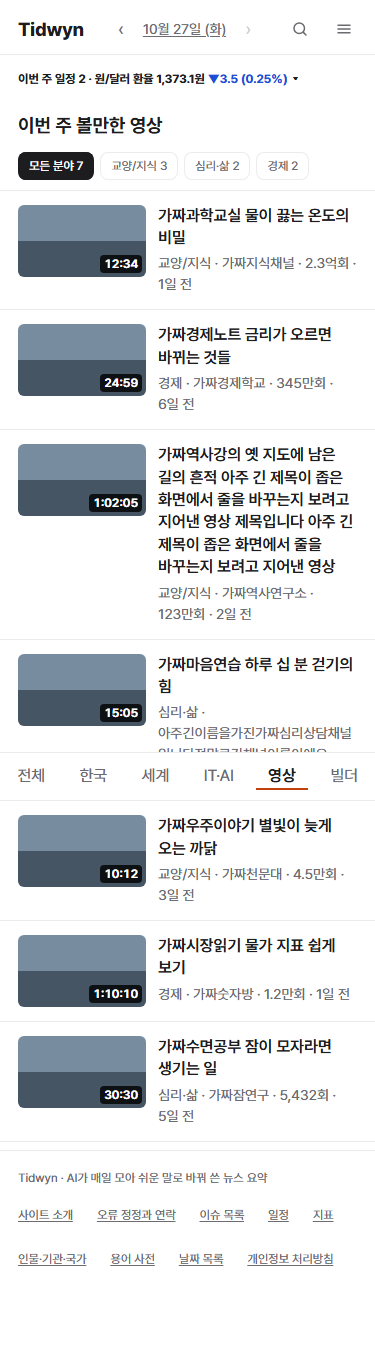 Tidwyn
‹ 10월 27일 (화) ›
이번 주 일정 2 · 원/달러 환율 1,373.1원 ▼3.5 (0.25%) ▾
이번 주 볼만한 영상
모든 분야 7
교양/지식 3
심리·삶 2
경제 2
12:34
가짜과학교실 물이 끓는 온도의
비밀
교양/지식 · 가짜지식채널 · 2.3억회 ·
1일 전
24:59
가짜경제노트 금리가 오르면
바뀌는 것들
경제 · 가짜경제학교 · 345만회 ·
6일 전
1:02:05
가짜역사강의 옛 지도에 남은
길의 흔적 아주 긴 제목이 좁은
화면에서 줄을 바꾸는지 보려고
지어낸 영상 제목입니다 아주 긴
제목이 좁은 화면에서 줄을
바꾸는지 보려고 지어낸 영상
교양/지식 · 가짜역사연구소 ·
123만회 · 2일 전
15:05
가짜마음연습 하루 십 분 걷기의
힘
심리·삶 ·
아주긴이름을가진가짜심리상담채널
전체
한국
세계
IT·AI
영상
빌더
10:12
가짜우주이야기 별빛이 늦게
오는 까닭
교양/지식 · 가짜천문대 · 4.5만회 ·
3일 전
1:10:10
가짜시장읽기 물가 지표 쉽게
보기
경제 · 가짜숫자방 · 1.2만회 · 1일 전
30:30
가짜수면공부 잠이 모자라면
생기는 일
심리·삶 · 가짜잠연구 · 5,432회 ·
5일 전
Tidwyn · AI가 매일 모아 쉬운 말로 바꿔 쓴 뉴스 요약
사이트 소개
오류 정정과 연락
이슈 목록
일정
지표
인물·기관·국가
용어 사전
날짜 목록
개인정보 처리방침